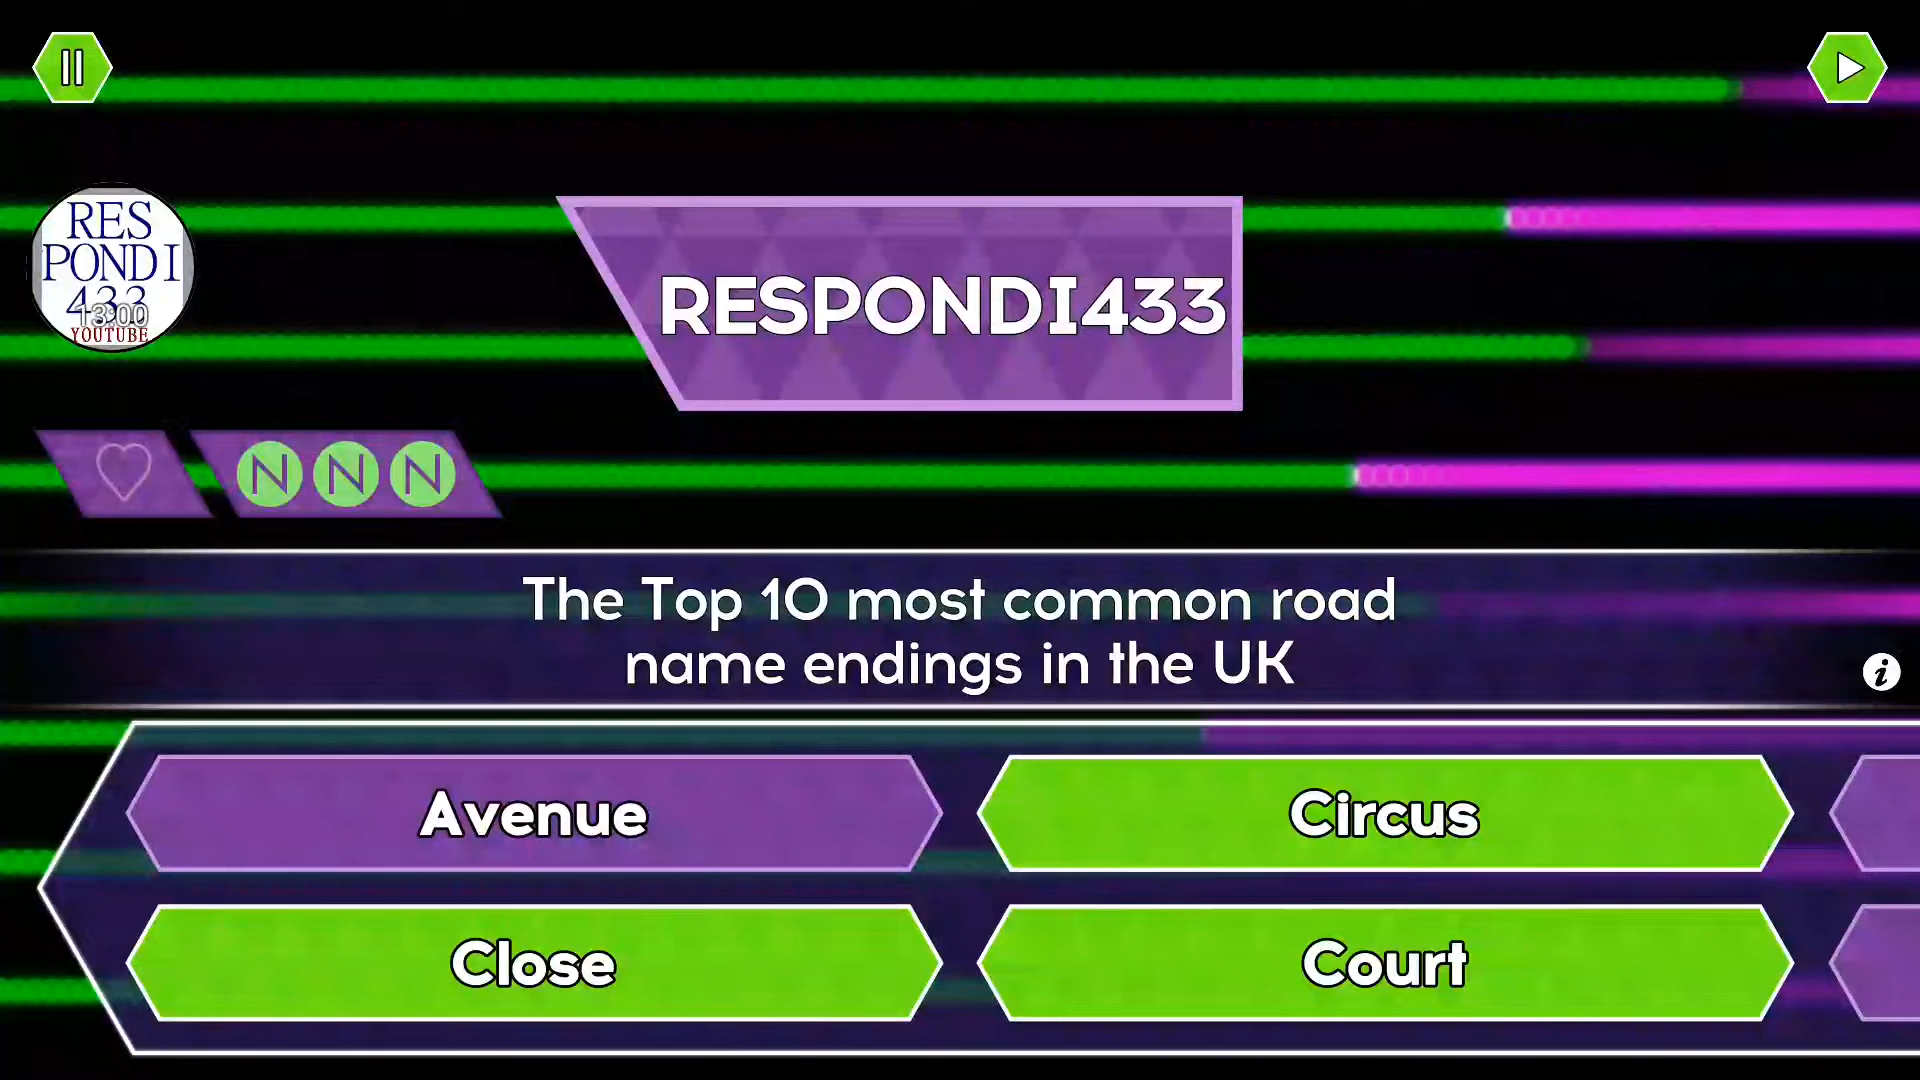 RES
PONDI
433
13:00
YOUTUBE
RESPONDI433
N N N
The Top 10 most common road
name endings in the UK
i
Avenue
Circus
Close
Court